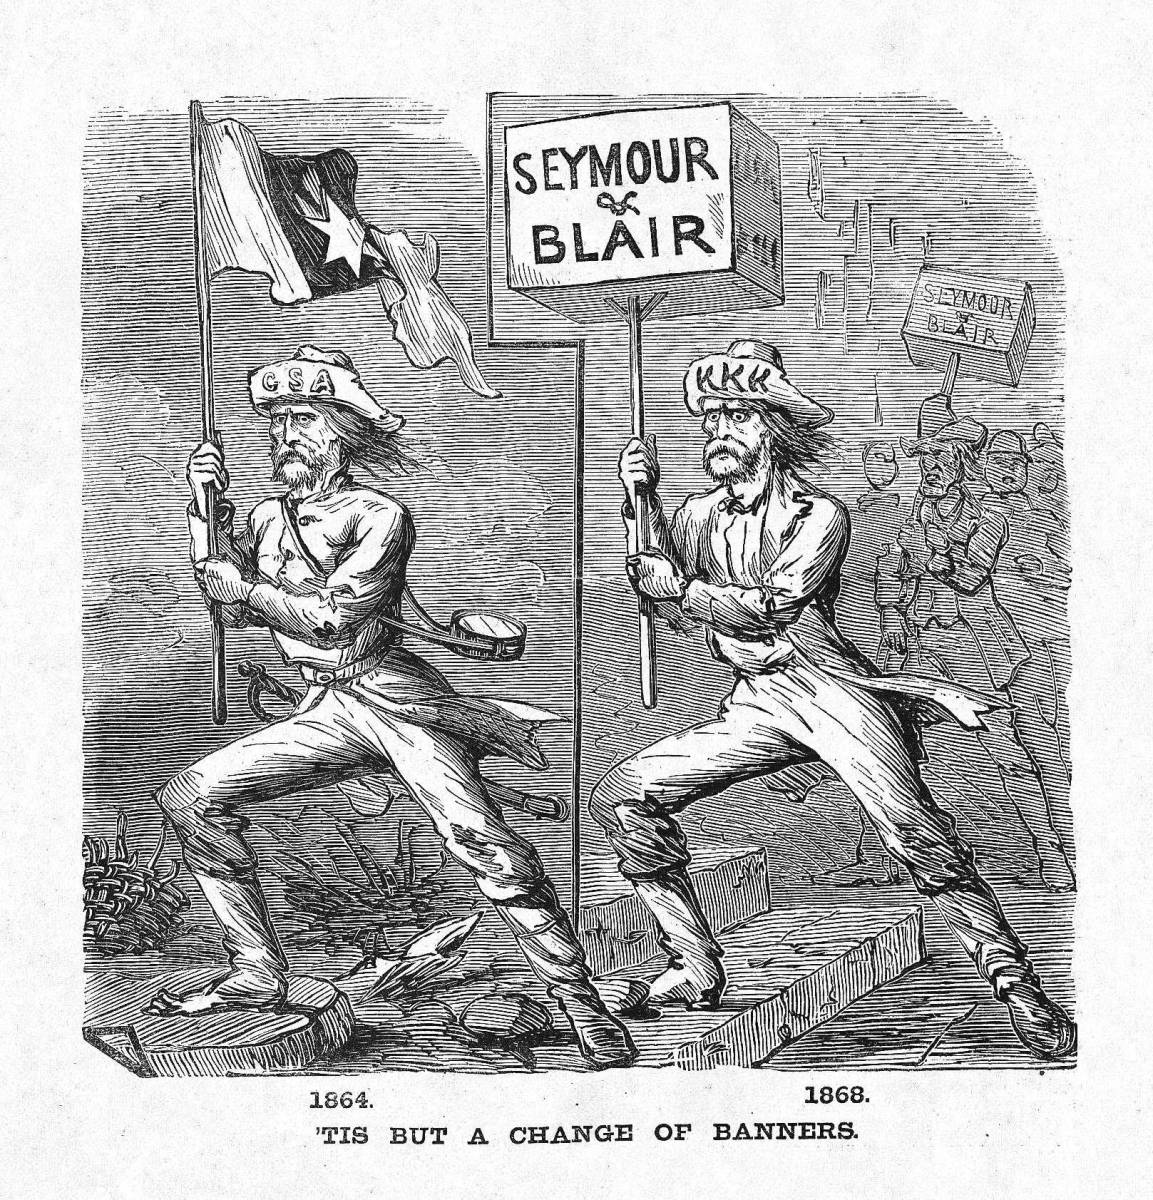 CSA
SEYMOUR
&
BLAIR
KKK
SEYMOUR
&
BLAIR
1864.
1868.
'TIS BUT A CHANGE OF BANNERS.